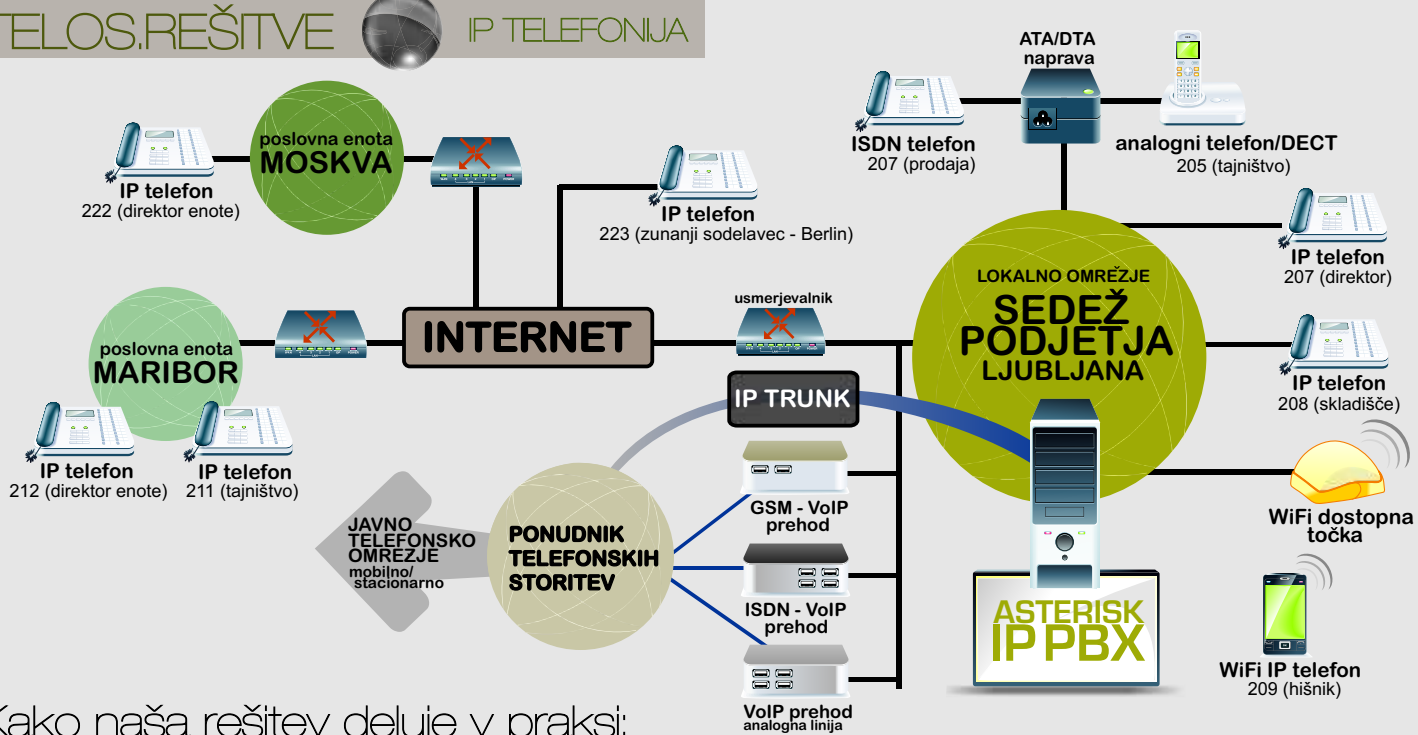 TELOS.REŠITVE
IP TELEFONIJA
ATA/DTA
naprava
ISDN telefon
207 (prodaja)
analogni telefon/DECT
205 (tajništvo)
poslovna enota
MOSKVA
IP telefon
222 (direktor enote)
IP telefon
223 (zunanji sodelavec - Berlin)
IP telefon
207 (direktor)
LOKALNO OMREŽJE
SEDEŽ
PODJETJA
LJUBLJANA
usmerjevalnik
INTERNET
poslovna enota
MARIBOR
IP telefon
212 (direktor enote)
IP telefon
211 (tajništvo)
IP TRUNK
IP telefon
208 (skladišče)
GSM - VoIP
prehod
JAVNO
TELEFONSKO
OMREŽJE
mobilno/
stacionarno
PONUDNIK
TELEFONSKIH
STORITEV
WiFi dostopna
točka
ISDN - VoIP
prehod
ASTERISK
IP PBX
WiFi IP telefon
209 (hišnik)
VoIP prehod
analogna linija
Kako naša rešitev deluje v praksi: